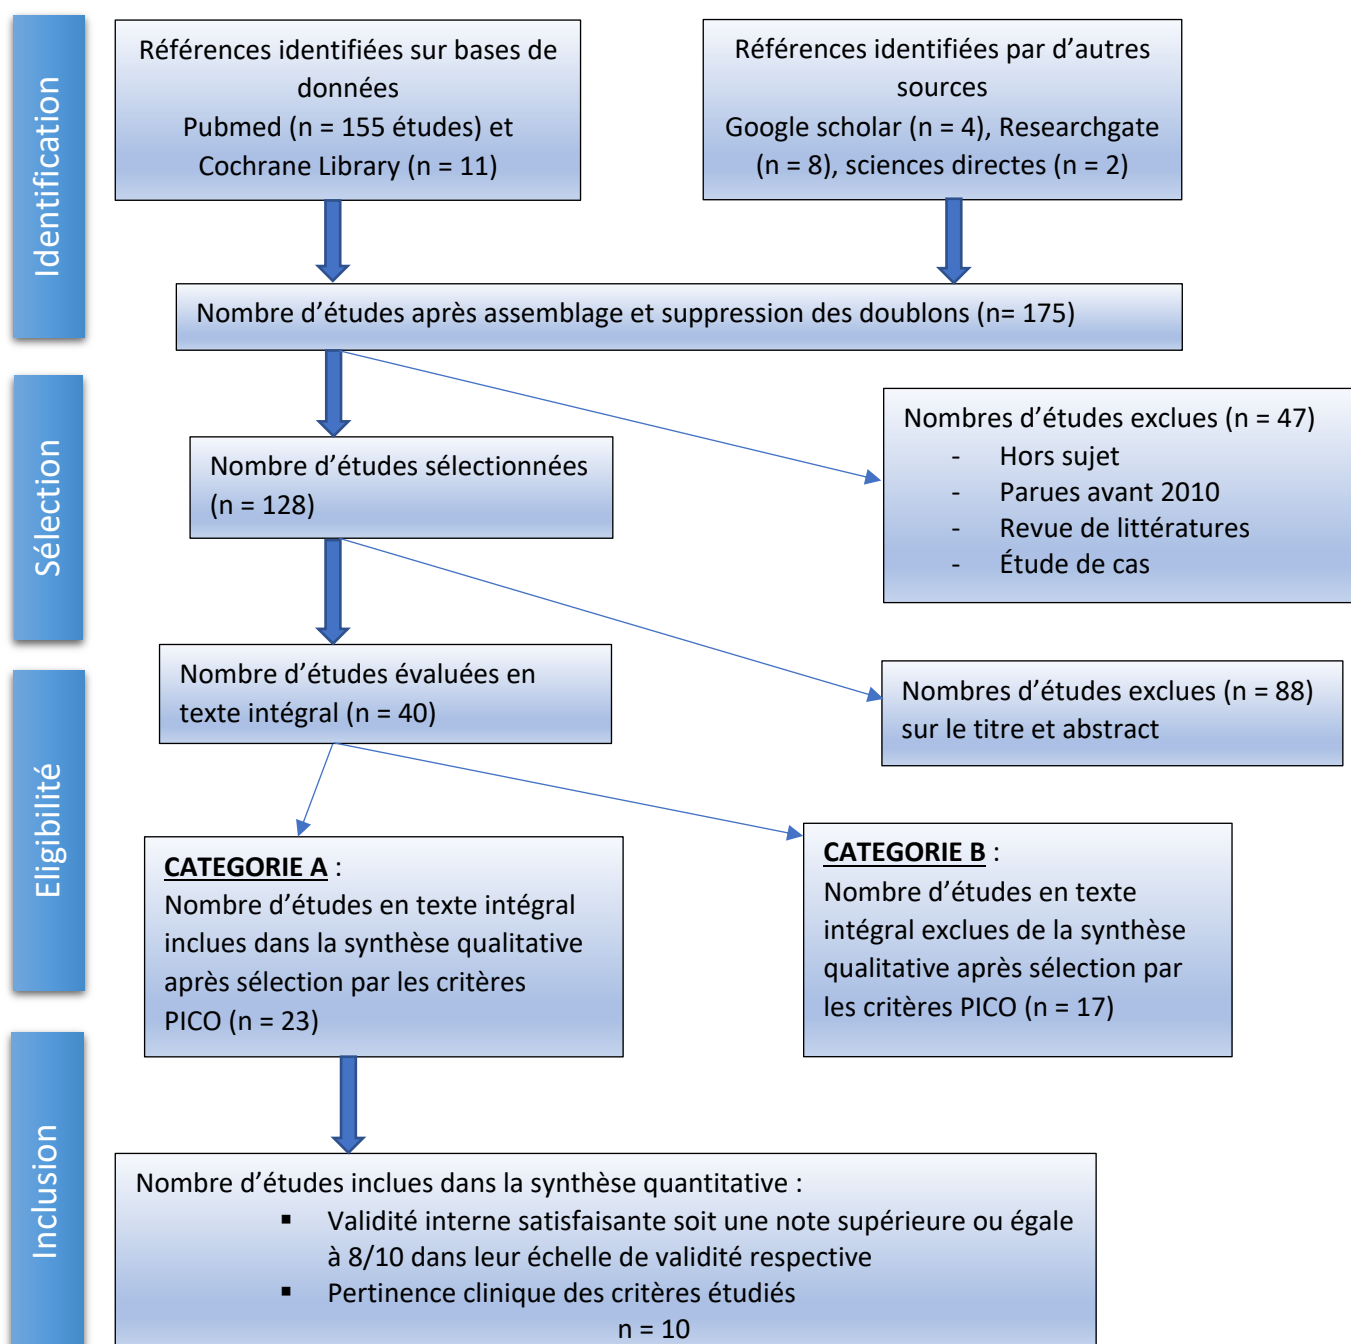 Identification
Références identifiées sur bases de
données
Pubmed (n = 155 études) et
Cochrane Library (n = 11)
Références identifiées par d’autres
sources
Google scholar (n = 4), Researchgate
(n = 8), sciences directes (n = 2)
Nombre d’études après assemblage et suppression des doublons (n= 175)
Sélection
Nombre d’études sélectionnées
(n = 128)
Nombres d’études exclues (n = 47)
- Hors sujet
- Parues avant 2010
- Revue de littératures
- Étude de cas
Eligibilité
Nombre d’études évaluées en
texte intégral (n = 40)
Nombres d’études exclues (n = 88)
sur le titre et abstract
CATEGORIE A :
Nombre d’études en texte intégral
inclues dans la synthèse qualitative
après sélection par les critères
PICO (n = 23)
CATEGORIE B :
Nombre d’études en texte
intégral exclues de la synthèse
qualitative après sélection par
les critères PICO (n = 17)
Inclusion
Nombre d’études inclues dans la synthèse quantitative :
▪ Validité interne satisfaisante soit une note supérieure ou égale
à 8/10 dans leur échelle de validité respective
▪ Pertinence clinique des critères étudiés
n = 10